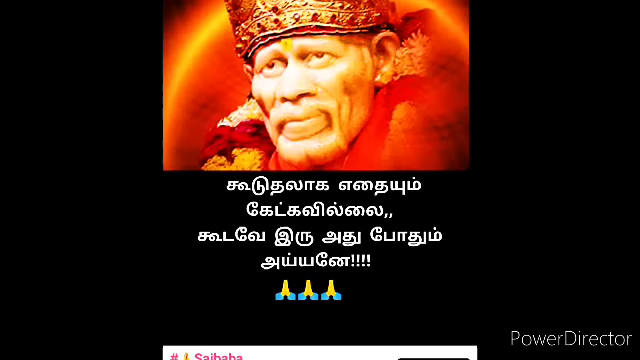 கூடுதலாக எதையும்
கேட்கவில்லை,,
கூடவே இரு அது போதும்
அய்யனே!!!!
🙏🙏🙏
PowerDirector
#🙏Saibaba